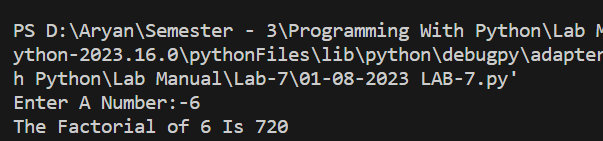 PS D:\Aryan\Semester - 3\Programming With Python\Lab M
ython-2023.16.0\pythonFiles\lib\python\debugpy\adapter
h Python\Lab Manual\Lab-7\01-08-2023 LAB-7.py'
Enter A Number:-6
The Factorial of 6 Is 720